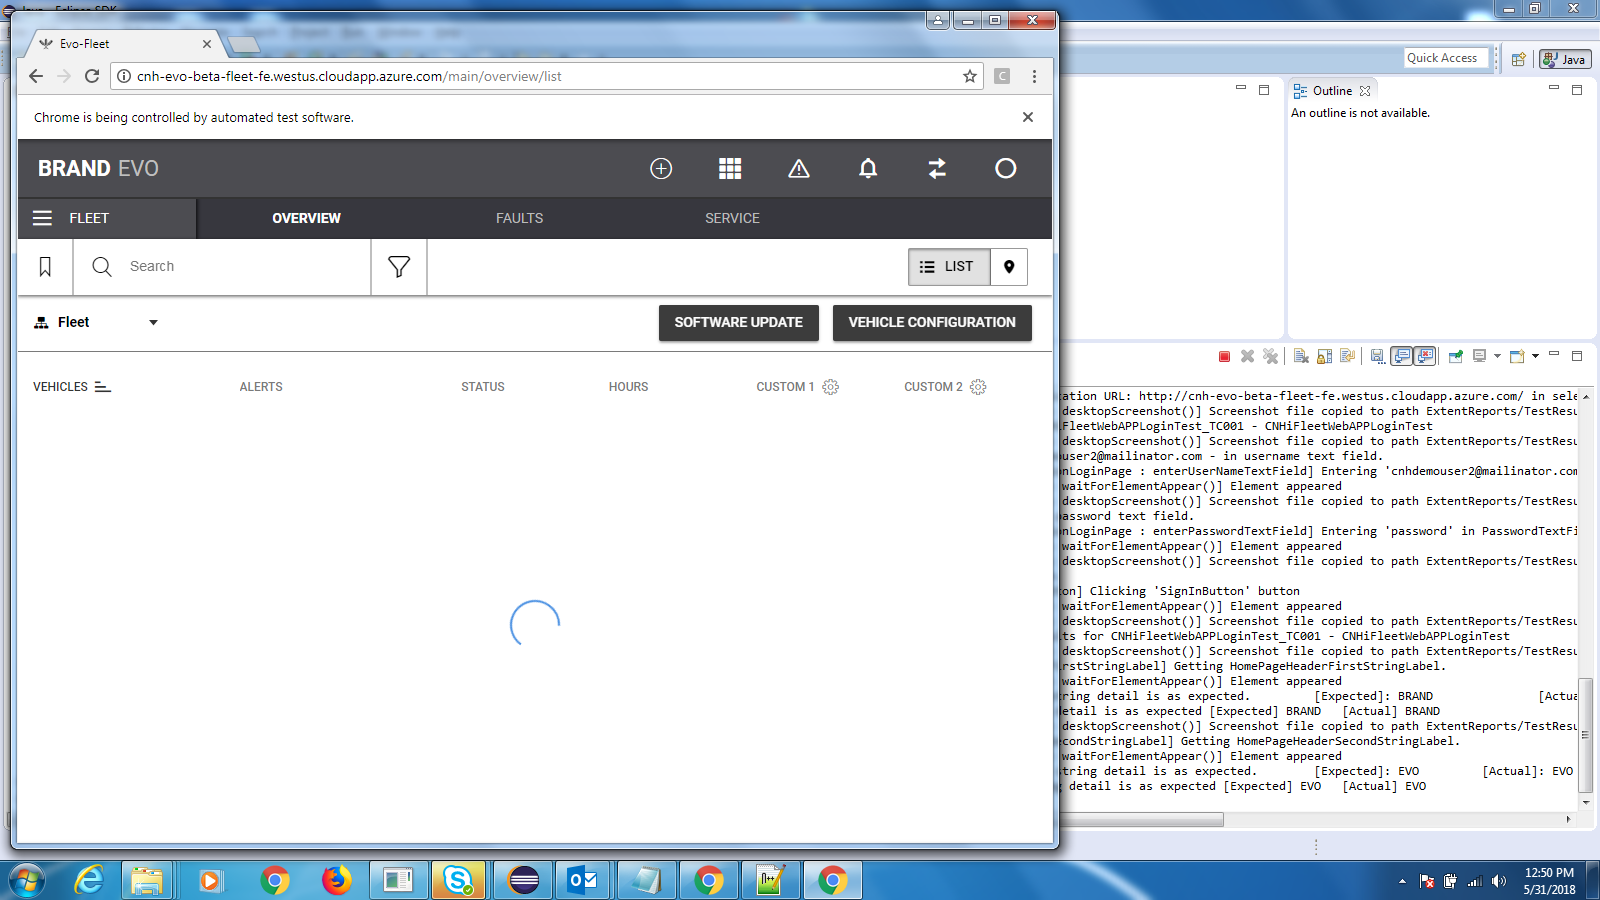 Evo-Fleet
cnh-evo-beta-fleet-fe.westus.cloudapp.azure.com/main/overview/list
C
Chrome is being controlled by automated test software.
BRAND EVO
FLEET
OVERVIEW
FAULTS
SERVICE
Search
LIST
Fleet
SOFTWARE UPDATE
VEHICLE CONFIGURATION
VEHICLES
ALERTS
STATUS
HOURS
CUSTOM 1
CUSTOM 2
Quick Access
Java
Outline
An outline is not available.
ation URL: http://cnh-evo-beta-fleet-fe.westus.cloudapp.azure.com/ in sele
desktopScreenshot()] Screenshot file copied to path ExtentReports/TestResu
iFleetWebAPPLoginTest_TC001 - CNHiFleetWebAPPLoginTest
desktopScreenshot()] Screenshot file copied to path ExtentReports/TestResu
user2@mailinator.com - in username text field.
onLoginPage : enterUserNameTextField] Entering 'cnhdemouser2@mailinator.com
waitForElementAppear()] Element appeared
desktopScreenshot()] Screenshot file copied to path ExtentReports/TestResu
password text field.
onLoginPage : enterPasswordTextField] Entering 'password' in PasswordTextFi
waitForElementAppear()] Element appeared
desktopScreenshot()] Screenshot file copied to path ExtentReports/TestResu
on] Clicking 'SignInButton' button
waitForElementAppear()] Element appeared
desktopScreenshot()] Screenshot file copied to path ExtentReports/TestResu
lts for CNHiFleetWebAPPLoginTest_TC001 - CNHiFleetWebAPPLoginTest
desktopScreenshot()] Screenshot file copied to path ExtentReports/TestResu
irstStringLabel] Getting HomePageHeaderFirstStringLabel.
waitForElementAppear()] Element appeared
ring detail is as expected. [Expected]: BRAND [Actua
detail is as expected [Expected] BRAND [Actual] BRAND
desktopScreenshot()] Screenshot file copied to path ExtentReports/TestResu
econdStringLabel] Getting HomePageHeaderSecondStringLabel.
waitForElementAppear()] Element appeared
string detail is as expected. [Expected]: EVO [Actual]: EVO
g detail is as expected [Expected] EVO [Actual] EVO
12:50 PM
5/31/2018